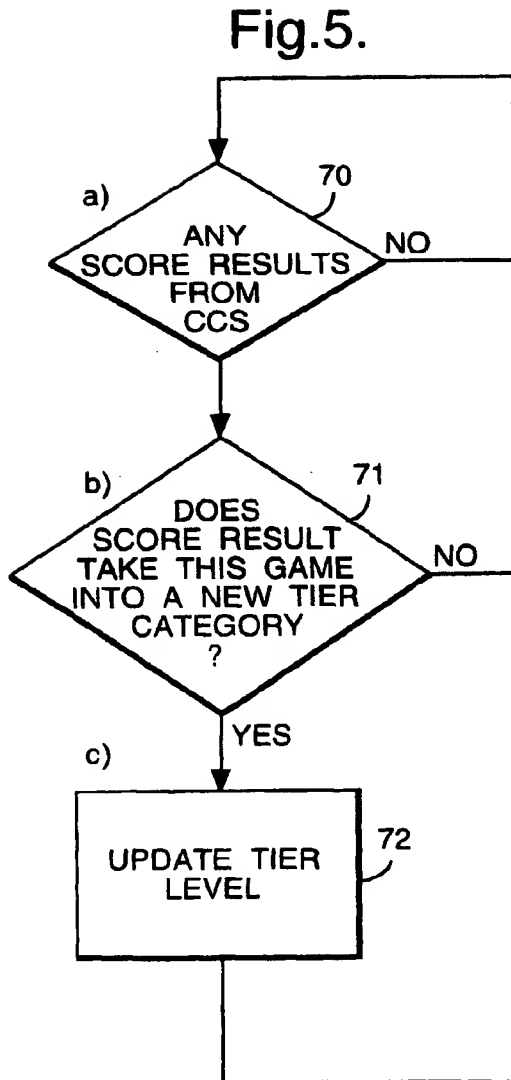 Fig.5.
a)
70
ANY
SCORE RESULTS
FROM
CCS
NO
b)
71
DOES
SCORE RESULT
TAKE THIS GAME
INTO A NEW TIER
CATEGORY
?
NO
YES
c)
72
UPDATE TIER
LEVEL